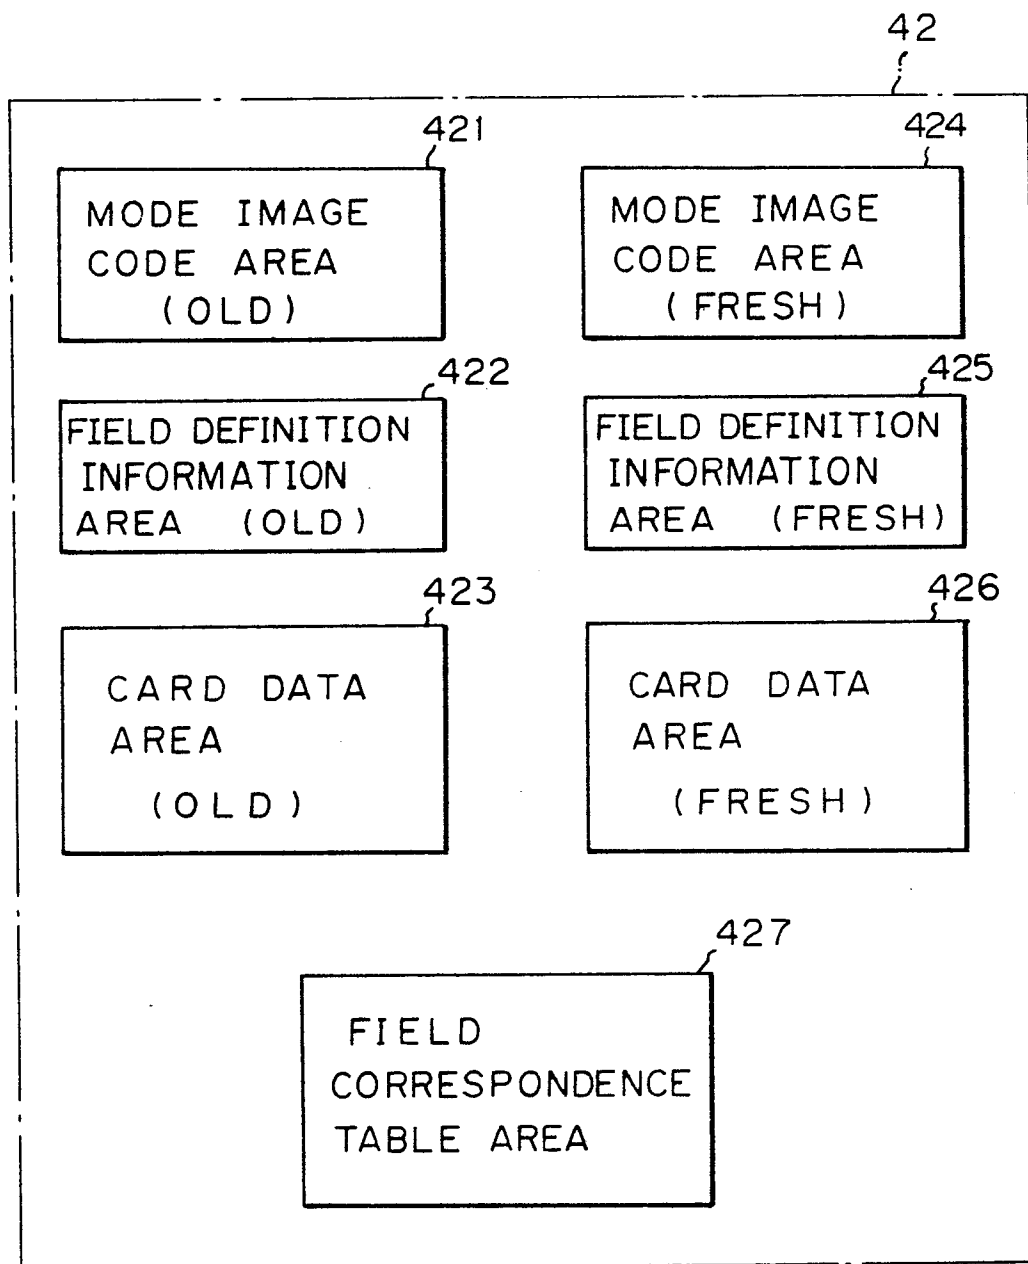 42
421
MODE IMAGE
CODE AREA
(OLD)
424
MODE IMAGE
CODE AREA
(FRESH)
422
FIELD DEFINITION
INFORMATION
AREA (OLD)
425
FIELD DEFINITION
INFORMATION
AREA (FRESH)
423
CARD DATA
AREA
(OLD)
426
CARD DATA
AREA
(FRESH)
427
FIELD
CORRESPONDENCE
TABLE AREA